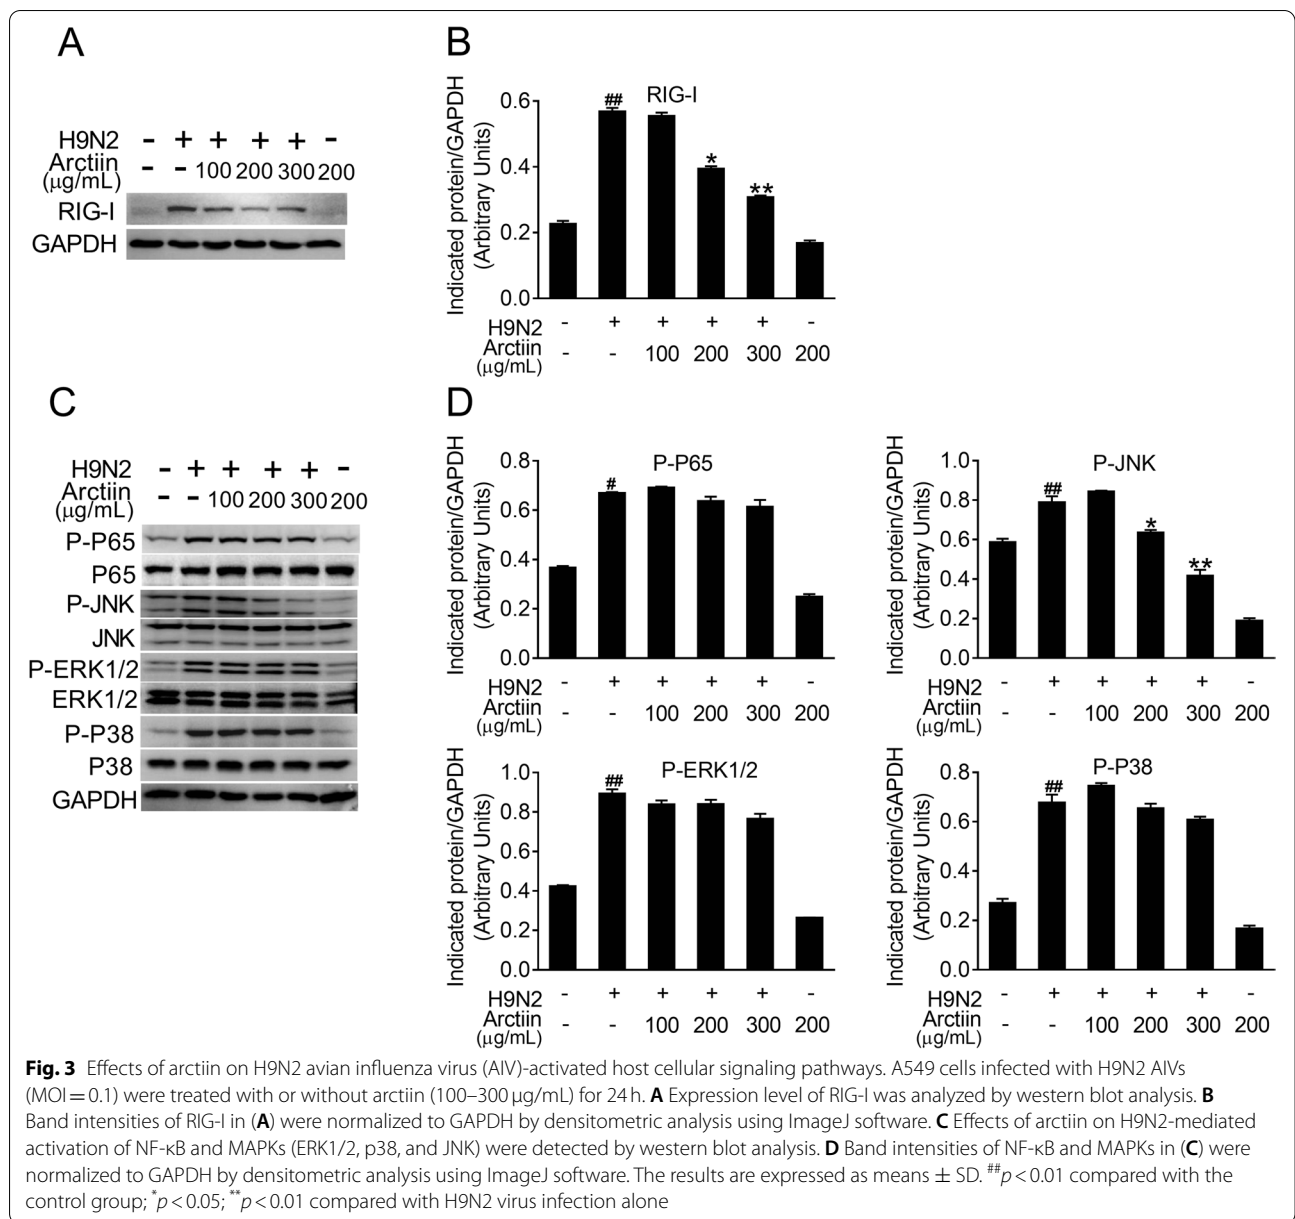 A
H9N2 - + + + + -
Arctiin
(μg/mL) - - 100 200 300 200
RIG-I
GAPDH
B
Indicated protein/GAPDH
(Arbitrary Units)
RIG-I
0.6
0.4
0.2
0.0
##
*
**
H9N2 - + + + + -
Arctiin
(μg/mL) - - 100 200 300 200
C
H9N2 - + + + + -
Arctiin
(μg/mL) - - 100 200 300 200
P-P65
P65
P-JNK
JNK
P-ERK1/2
ERK1/2
P-P38
P38
GAPDH
D
Indicated protein/GAPDH
(Arbitrary Units)
P-P65
0.8
0.6
0.4
0.2
0.0
#
H9N2 - + + + + -
Arctiin
(μg/mL) - - 100 200 300 200
Indicated protein/GAPDH
(Arbitrary Units)
P-JNK
1.0
0.8
0.6
0.4
0.2
0.0
##
*
**
H9N2 - + + + + -
Arctiin
(μg/mL) - - 100 200 300 200
Indicated protein/GAPDH
(Arbitrary Units)
P-ERK1/2
1.0
0.8
0.6
0.4
0.2
0.0
##
H9N2 - + + + + -
Arctiin
(μg/mL) - - 100 200 300 200
Indicated protein/GAPDH
(Arbitrary Units)
P-P38
0.8
0.6
0.4
0.2
0.0
##
H9N2 - + + + + -
Arctiin
(μg/mL) - - 100 200 300 200
Fig. 3 Effects of arctiin on H9N2 avian influenza virus (AIV)-activated host cellular signaling pathways. A549 cells infected with H9N2 AIVs
(MOI = 0.1) were treated with or without arctiin (100–300 μg/mL) for 24 h. A Expression level of RIG-I was analyzed by western blot analysis. B
Band intensities of RIG-I in (A) were normalized to GAPDH by densitometric analysis using ImageJ software. C Effects of arctiin on H9N2-mediated
activation of NF-κB and MAPKs (ERK1/2, p38, and JNK) were detected by western blot analysis. D Band intensities of NF-κB and MAPKs in (C) were
normalized to GAPDH by densitometric analysis using ImageJ software. The results are expressed as means ± SD. ##p < 0.01 compared with the
control group; *p < 0.05; **p < 0.01 compared with H9N2 virus infection alone